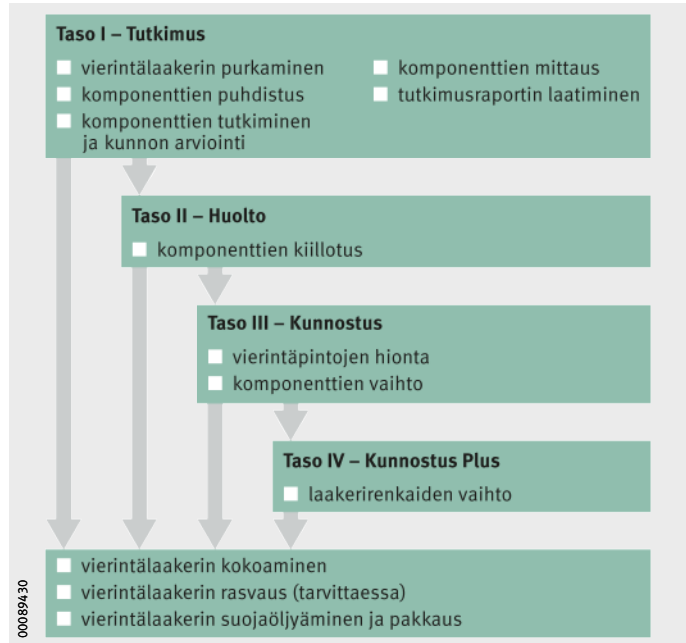 Taso I – Tutkimus
vierintälaakerin purkaminen
komponenttien puhdistus
komponenttien tutkiminen
ja kunnon arviointi
komponenttien mittaus
tutkimusraportin laatiminen
Taso II – Huolto
komponenttien kiillotus
Taso III – Kunnostus
vierintäpintojen hionta
komponenttien vaihto
Taso IV – Kunnostus Plus
laakerirenkaiden vaihto
vierintälaakerin kokoaminen
vierintälaakerin rasvaus (tarvittaessa)
vierintälaakerin suojaöljyäminen ja pakkaus
00089430